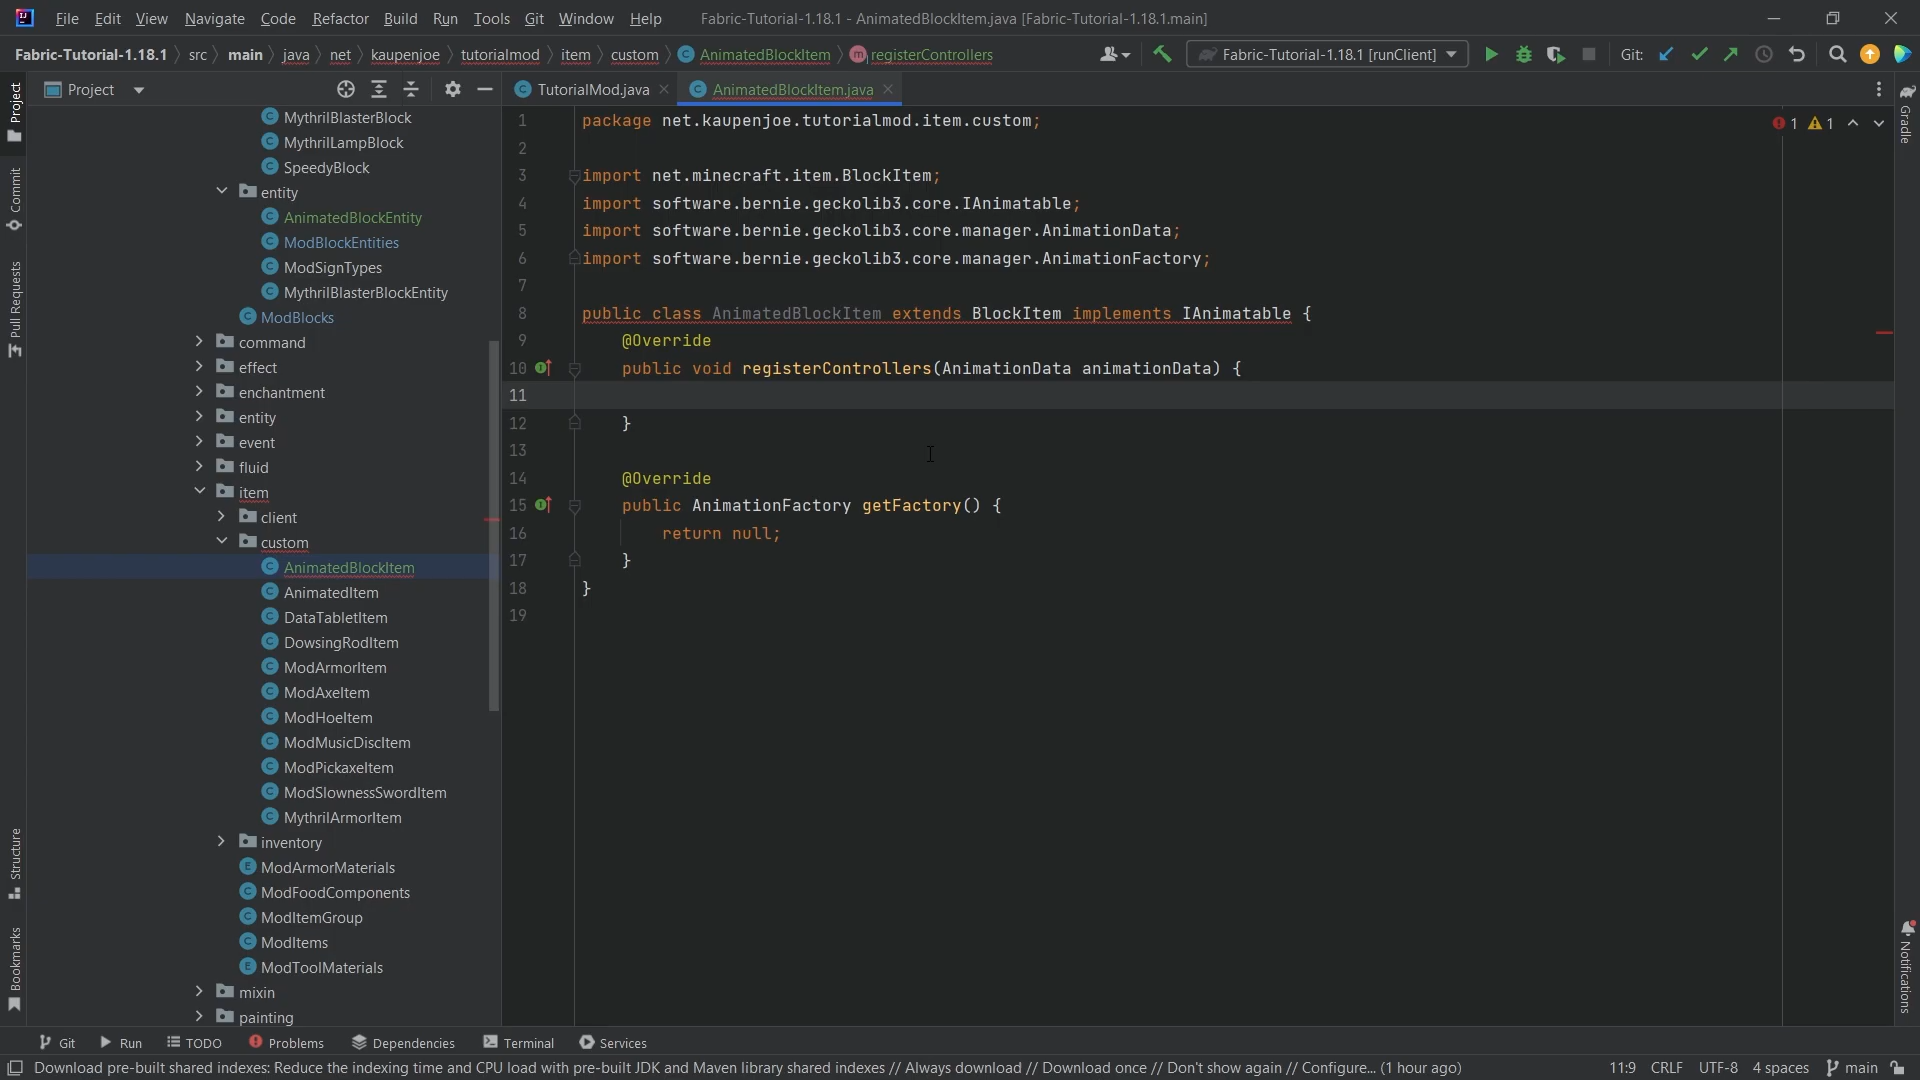 File Edit View Navigate Code Refactor Build Run Tools Git Window Help Fabric-Tutorial-1.18.1 - AnimatedBlockItem.java [Fabric-Tutorial-1.18.1.main]
Fabric-Tutorial-1.18.1 src main java net kaupenjoe tutorialmod item custom AnimatedBlockItem registerControllers Fabric-Tutorial-1.18.1 [runClient] Git:
Project
TutorialMod.java AnimatedBlockItem.java
Project
Commit
Pull Requests
Structure
Bookmarks
MythrilBlasterBlock
MythrilLampBlock
SpeedyBlock
entity
AnimatedBlockEntity
ModBlockEntities
ModSignTypes
MythrilBlasterBlockEntity
ModBlocks
command
effect
enchantment
entity
event
fluid
item
client
custom
AnimatedBlockItem
AnimatedItem
DataTabletItem
DowsingRodItem
ModArmorItem
ModAxeItem
ModHoeItem
ModMusicDiscItem
ModPickaxeItem
ModSlownessSwordItem
MythrilArmorItem
inventory
ModArmorMaterials
ModFoodComponents
ModItemGroup
ModItems
ModToolMaterials
mixin
painting
1 package net.kaupenjoe.tutorialmod.item.custom;
2
3 import net.minecraft.item.BlockItem;
4 import software.bernie.geckolib3.core.IAnimatable;
5 import software.bernie.geckolib3.core.manager.AnimationData;
6 import software.bernie.geckolib3.core.manager.AnimationFactory;
7
8 public class AnimatedBlockItem extends BlockItem implements IAnimatable {
9 @Override
10 public void registerControllers(AnimationData animationData) {
11
12 }
13
14 @Override
15 public AnimationFactory getFactory() {
16 return null;
17 }
18 }
19
1 1
Gradle
Notifications
Git Run TODO Problems Dependencies Terminal Services
Download pre-built shared indexes: Reduce the indexing time and CPU load with pre-built JDK and Maven library shared indexes // Always download // Download once // Don't show again // Configure... (1 hour ago) 11:9 CRLF UTF-8 4 spaces main